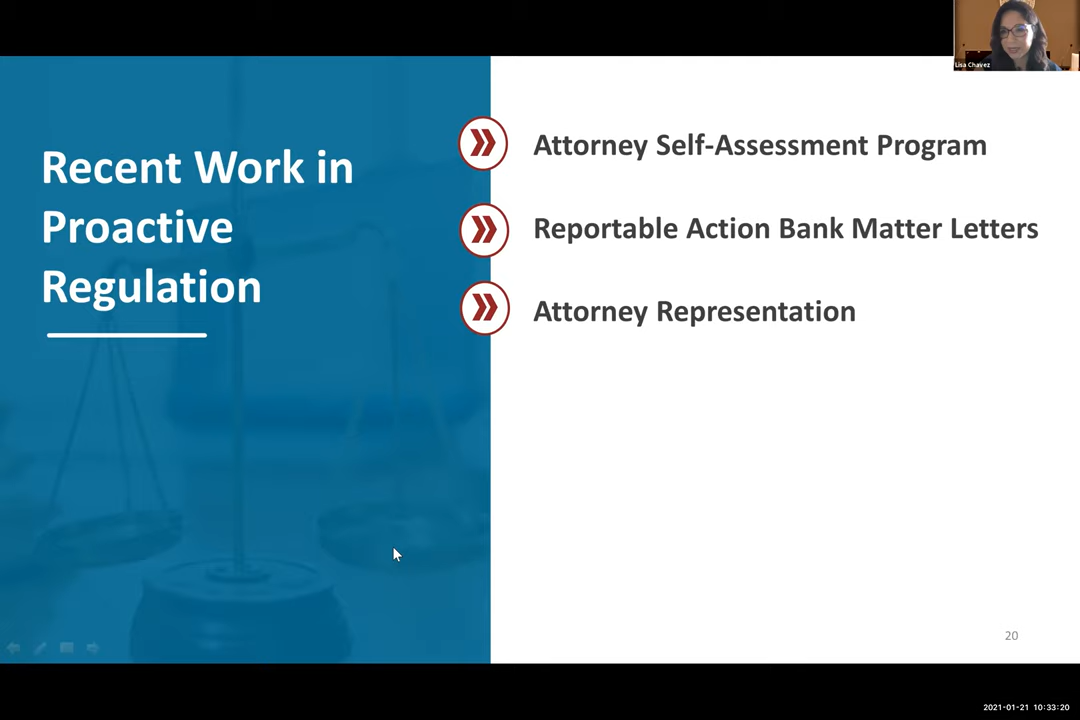 Lisa Chavez
Recent Work in
Proactive
Regulation
Attorney Self-Assessment Program
Reportable Action Bank Matter Letters
Attorney Representation
20
2021-01-21 10:33:20